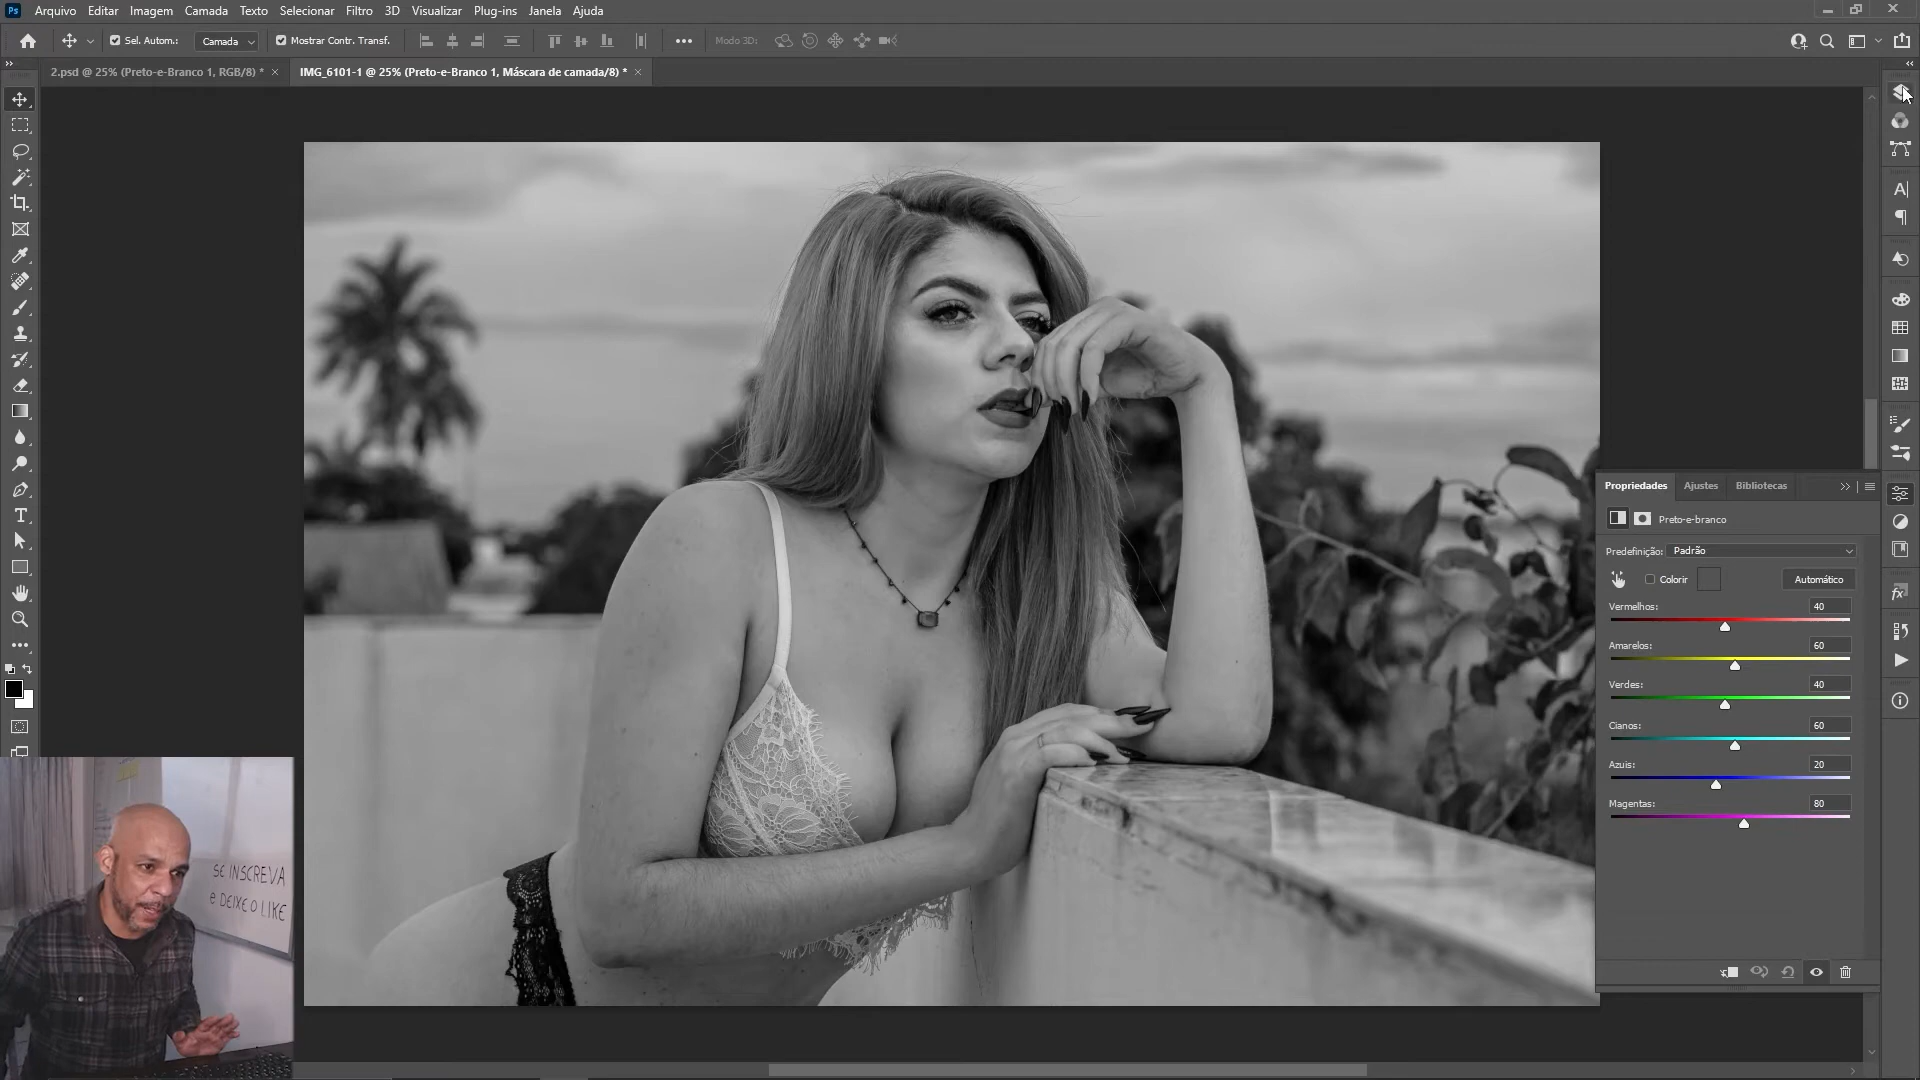 Ps Arquivo Editar Imagem Camada Texto Selecionar Filtro 3D Visualizar Plug-ins Janela Ajuda
Sel. Autom.: Camada Mostrar Contr. Transf. Modo 3D:
2.psd @ 25% (Preto-e-Branco 1, RGB/8) * IMG_6101-1 @ 25% (Preto-e-Branco 1, Máscara de camada/8) *
Propriedades Ajustes Bibliotecas
Preto-e-branco
Predefinição: Padrão
Colorir Automático
Vermelhos: 40
Amarelos: 60
Verdes: 40
Cianos: 60
Azuis: 20
Magentas: 80
SE INSCREVA
e DEIXE O LIKE